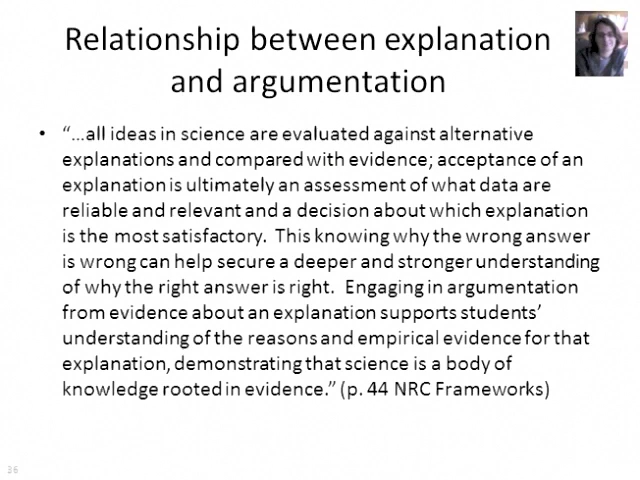 Relationship between explanation
and argumentation
• “...all ideas in science are evaluated against alternative
explanations and compared with evidence; acceptance of an
explanation is ultimately an assessment of what data are
reliable and relevant and a decision about which explanation
is the most satisfactory.  This knowing why the wrong answer
is wrong can help secure a deeper and stronger understanding
of why the right answer is right.  Engaging in argumentation
from evidence about an explanation supports students’
understanding of the reasons and empirical evidence for that
explanation, demonstrating that science is a body of
knowledge rooted in evidence.” (p. 44 NRC Frameworks)
36